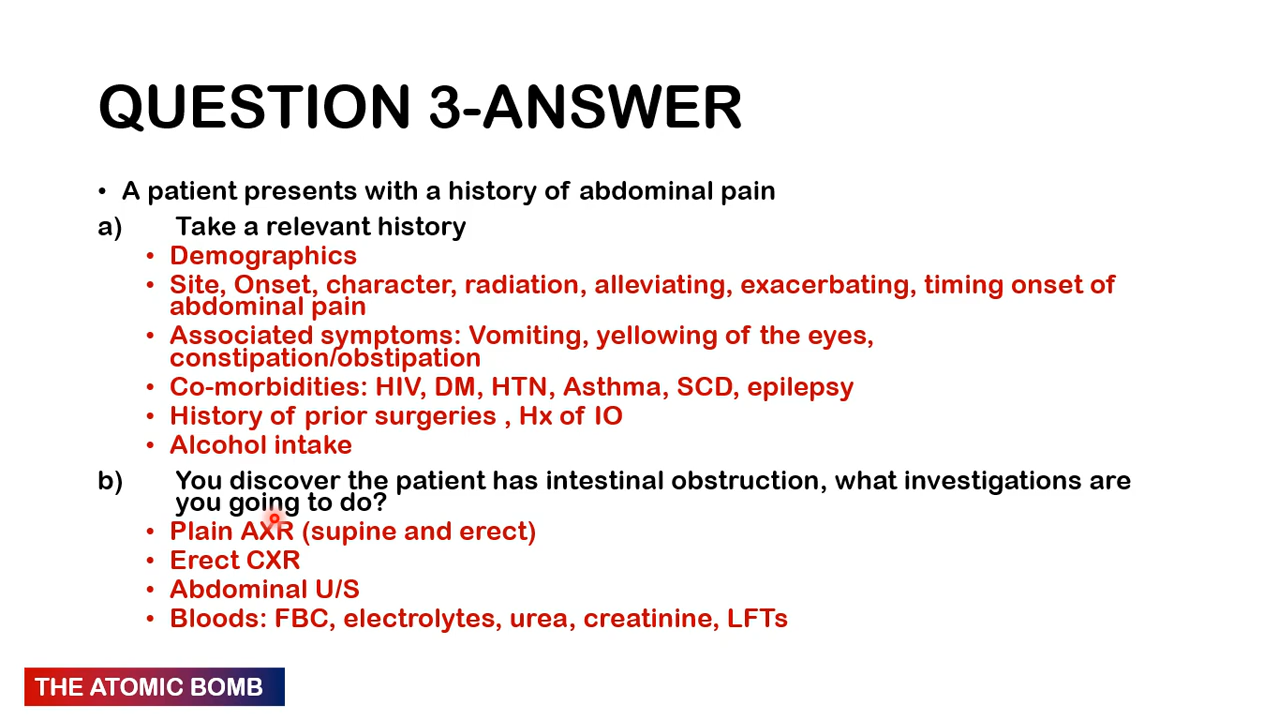 QUESTION 3-ANSWER
• A patient presents with a history of abdominal pain
a) Take a relevant history
• Demographics
• Site, Onset, character, radiation, alleviating, exacerbating, timing onset of
abdominal pain
• Associated symptoms: Vomiting, yellowing of the eyes,
constipation/obstipation
• Co-morbidities: HIV, DM, HTN, Asthma, SCD, epilepsy
• History of prior surgeries , Hx of IO
• Alcohol intake
b) You discover the patient has intestinal obstruction, what investigations are
you going to do?
• Plain AXR (supine and erect)
• Erect CXR
• Abdominal U/S
• Bloods: FBC, electrolytes, urea, creatinine, LFTs
THE ATOMIC BOMB